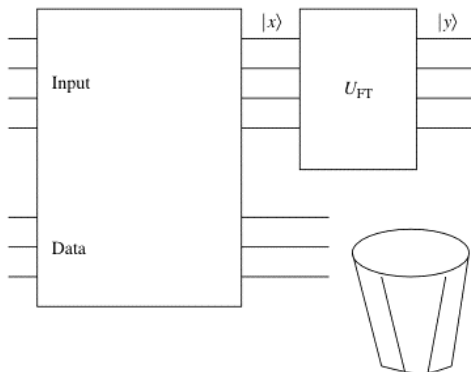 |x⟩
|y⟩
Input
U_FT
Data